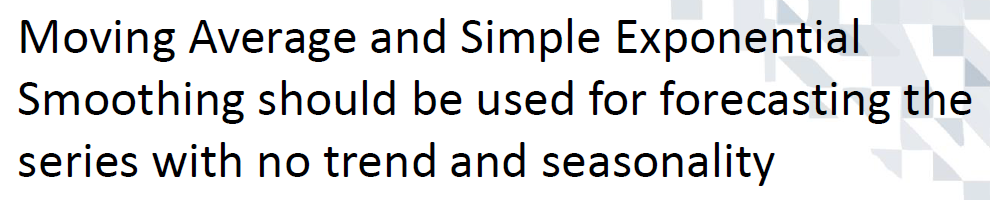 Moving Average and Simple Exponential
Smoothing should be used for forecasting the
series with no trend and seasonality